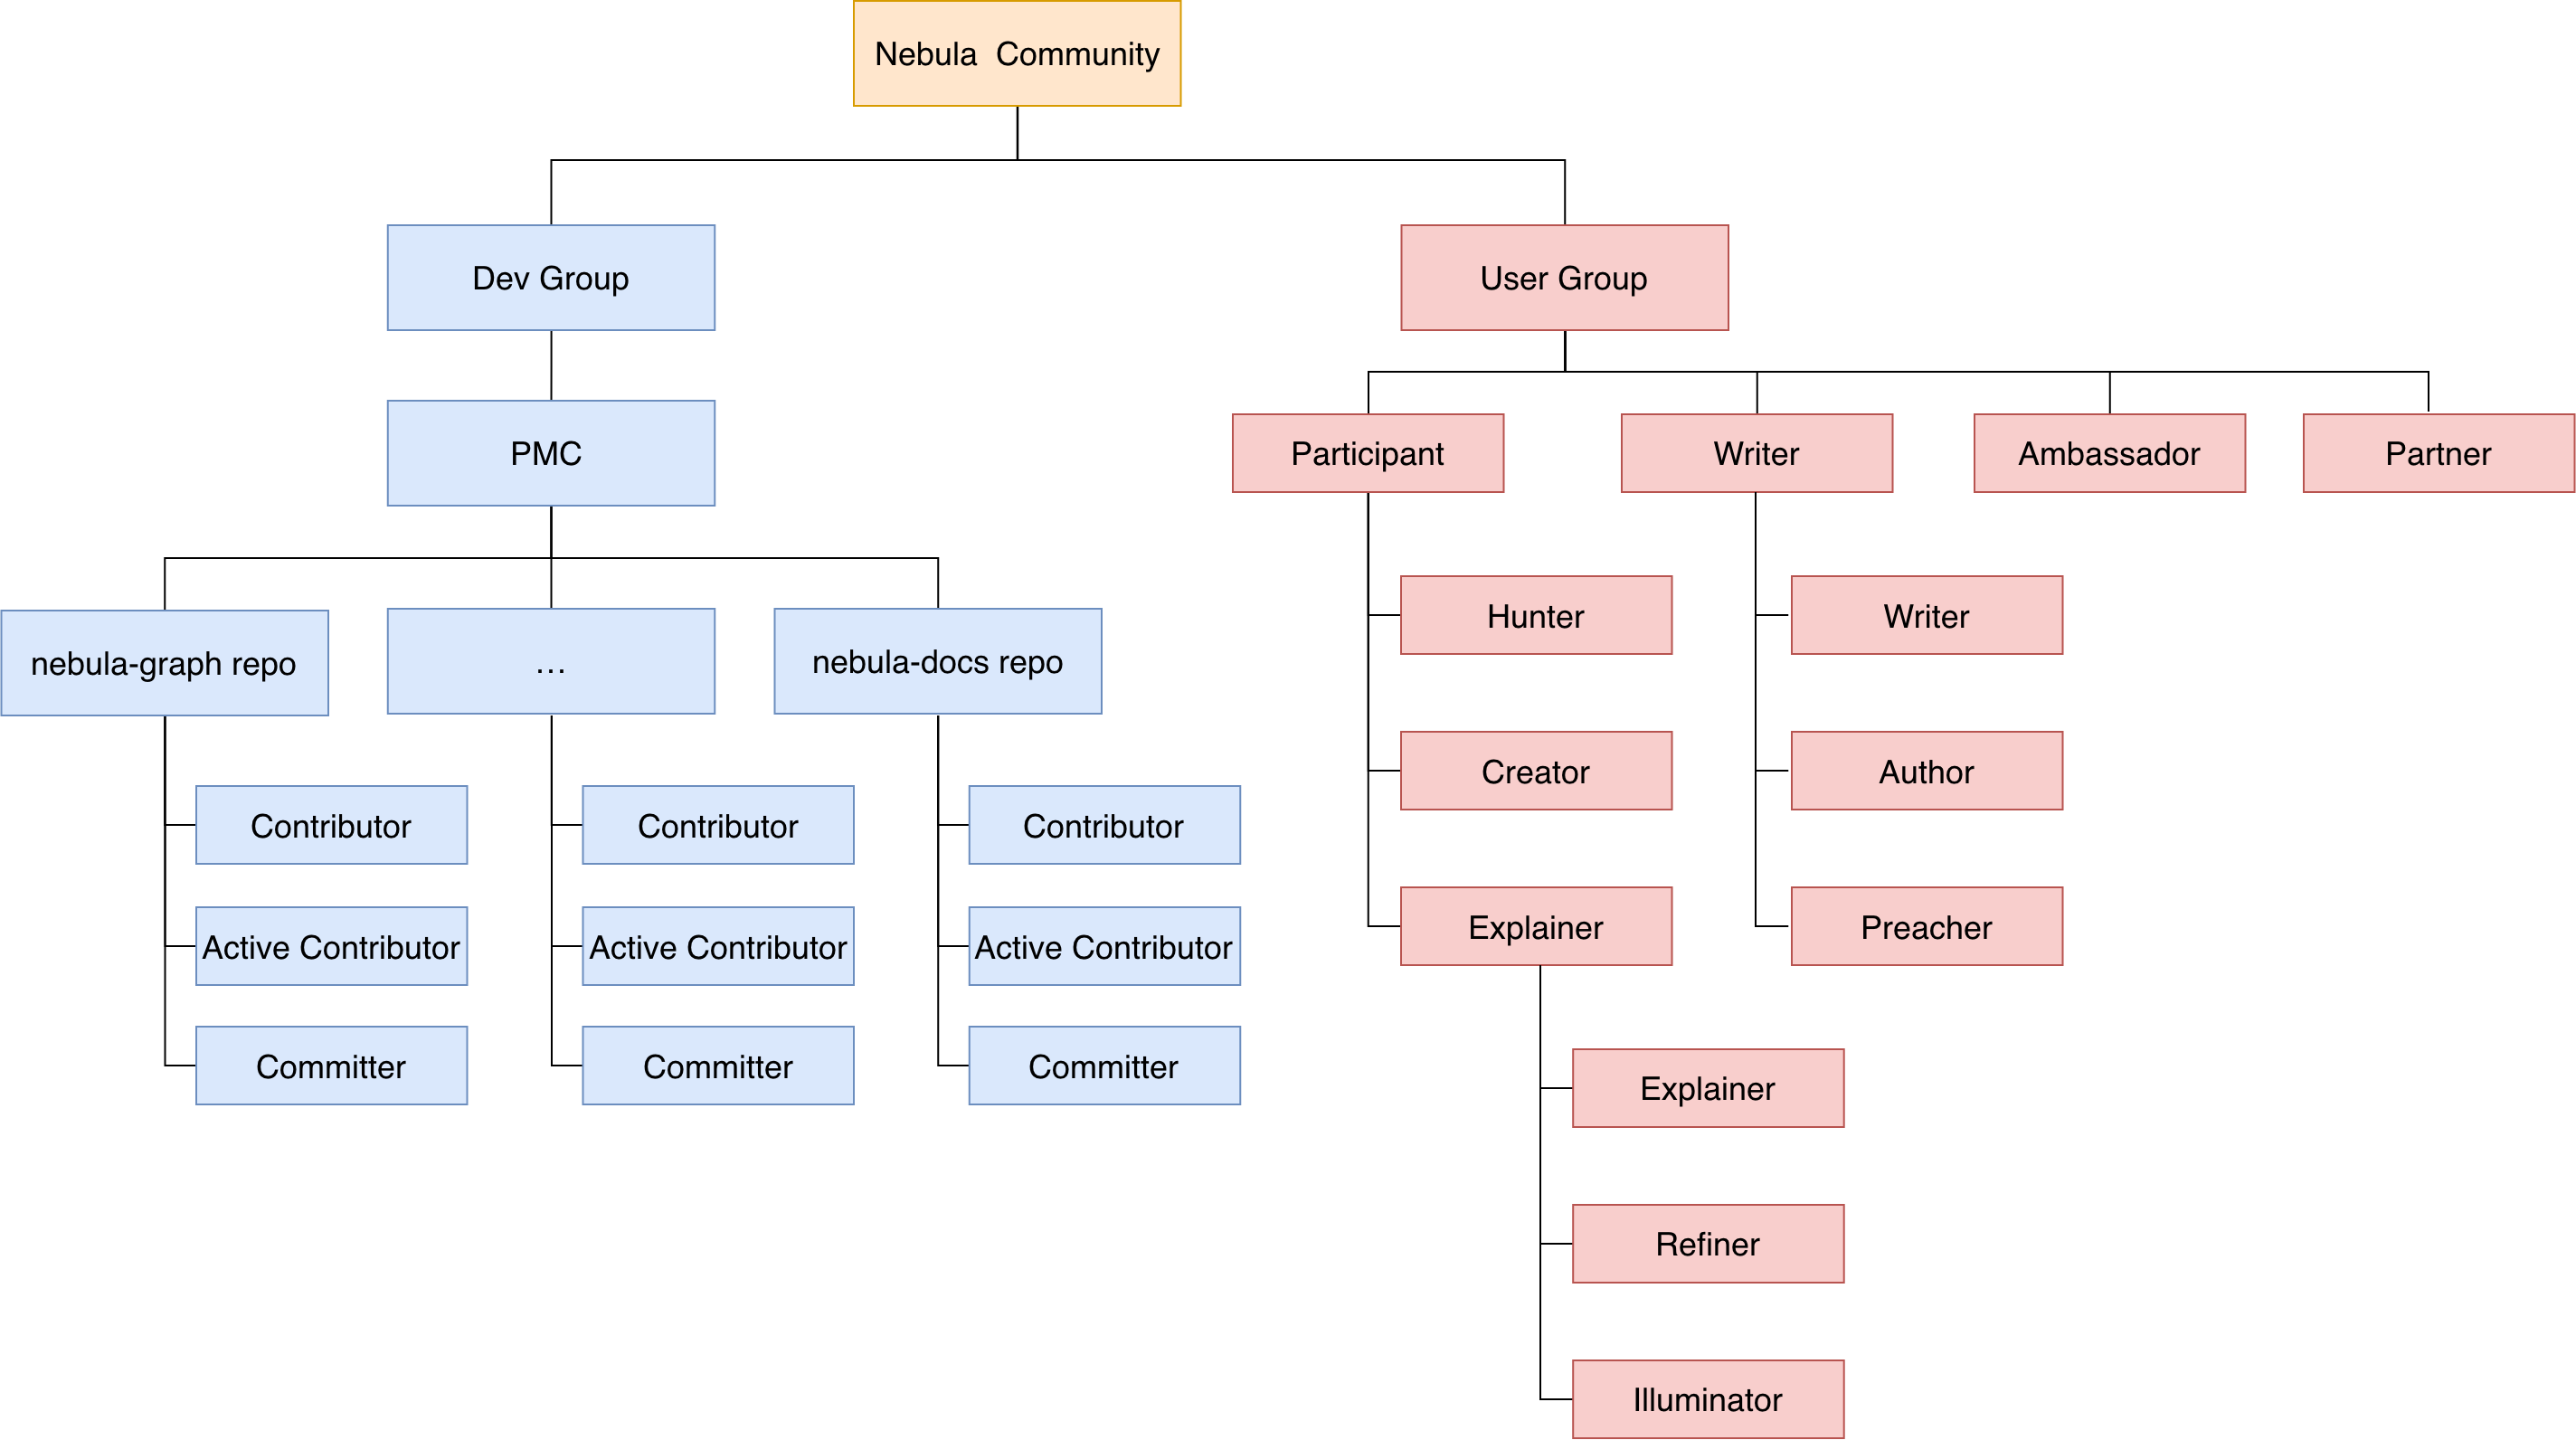 Nebula  Community
Dev Group
User Group
PMC
Participant
Writer
Ambassador
Partner
nebula-graph repo
...
nebula-docs repo
Hunter
Writer
Creator
Author
Explainer
Preacher
Contributor
Contributor
Contributor
Active Contributor
Active Contributor
Active Contributor
Committer
Committer
Committer
Explainer
Refiner
Illuminator